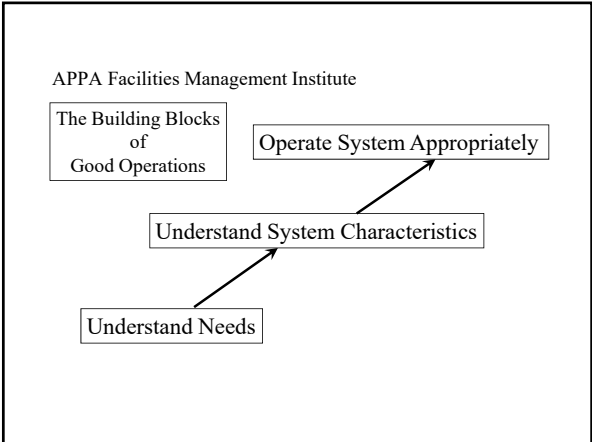 APPA Facilities Management Institute
The Building Blocks
of
Good Operations
Operate System Appropriately
Understand System Characteristics
Understand Needs